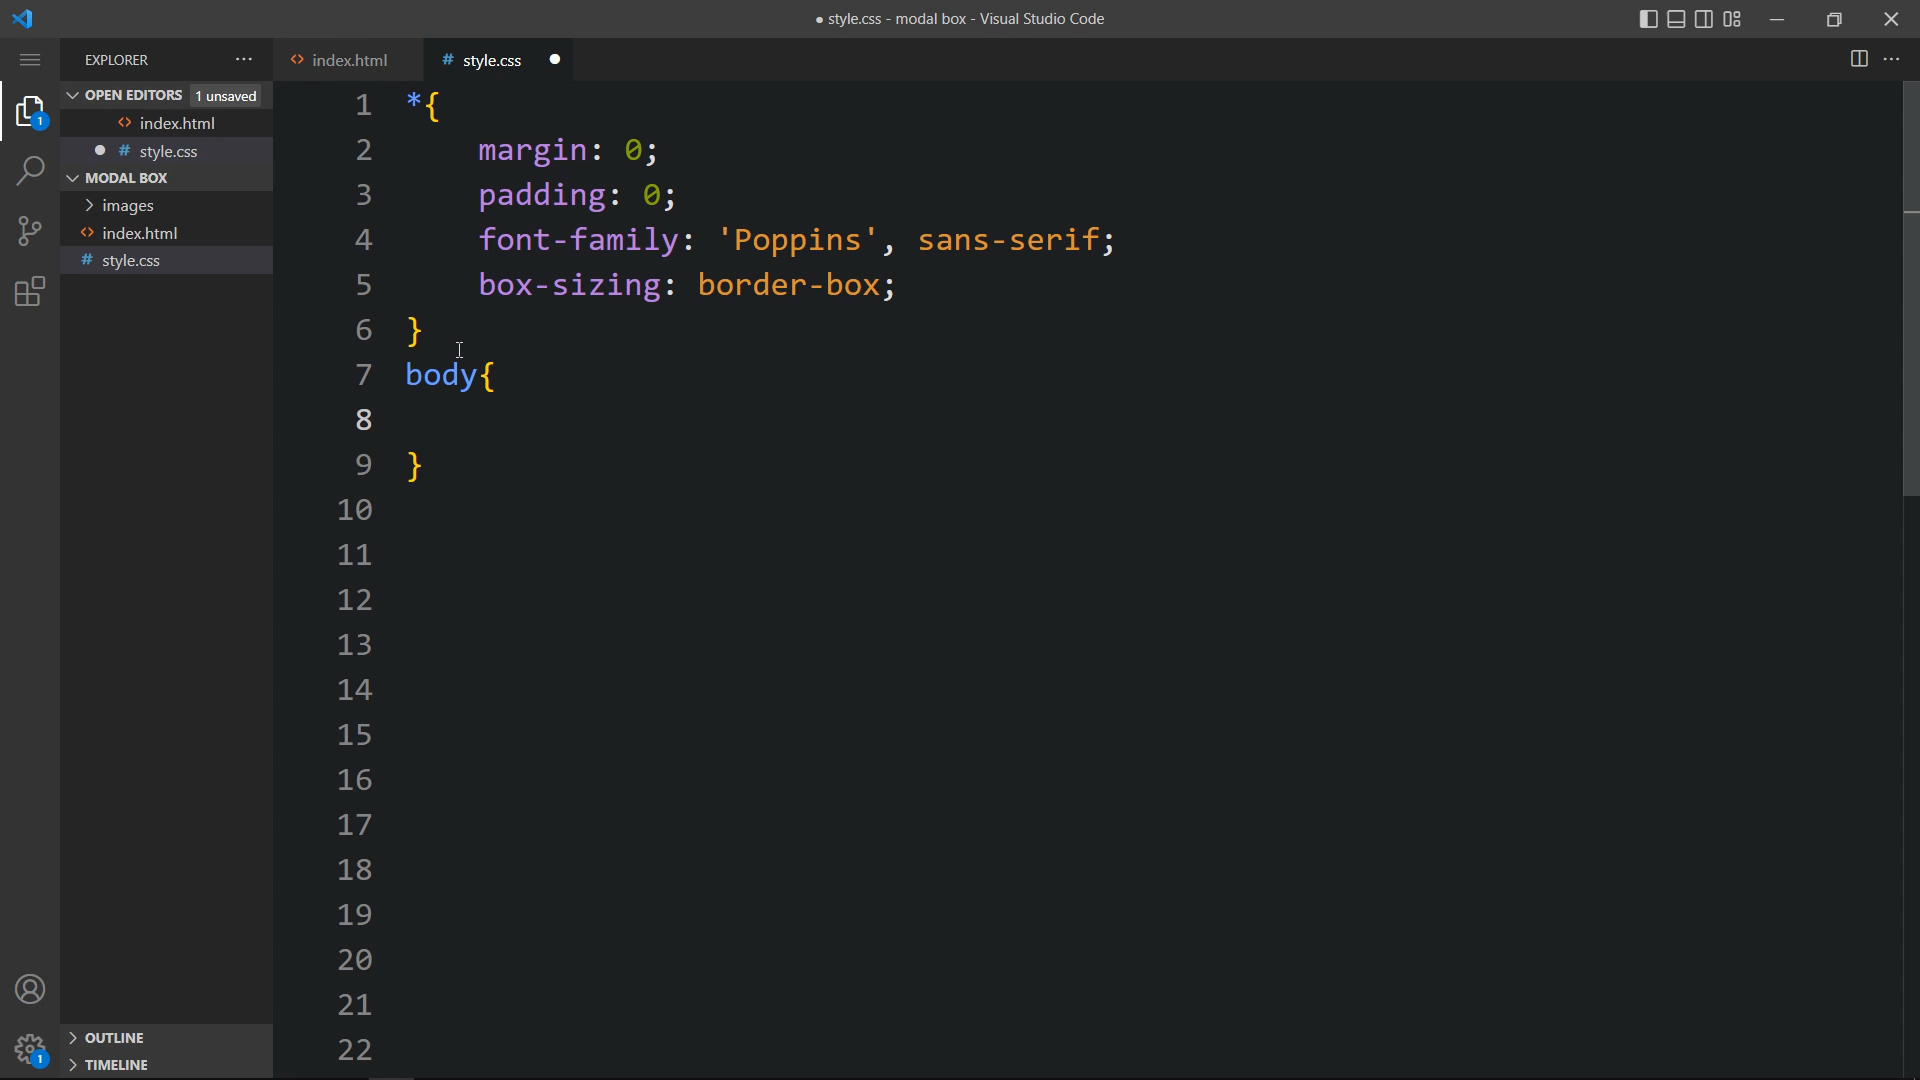 ● style.css - modal box - Visual Studio Code
EXPLORER
index.html
# style.css
OPEN EDITORS 1 unsaved
index.html
# style.css
MODAL BOX
images
index.html
# style.css
1
OUTLINE
1
TIMELINE
1 *{
2 margin: 0;
3 padding: 0;
4 font-family: 'Poppins', sans-serif;
5 box-sizing: border-box;
6 }
7 body{
8
9 }
10
11
12
13
14
15
16
17
18
19
20
21
22